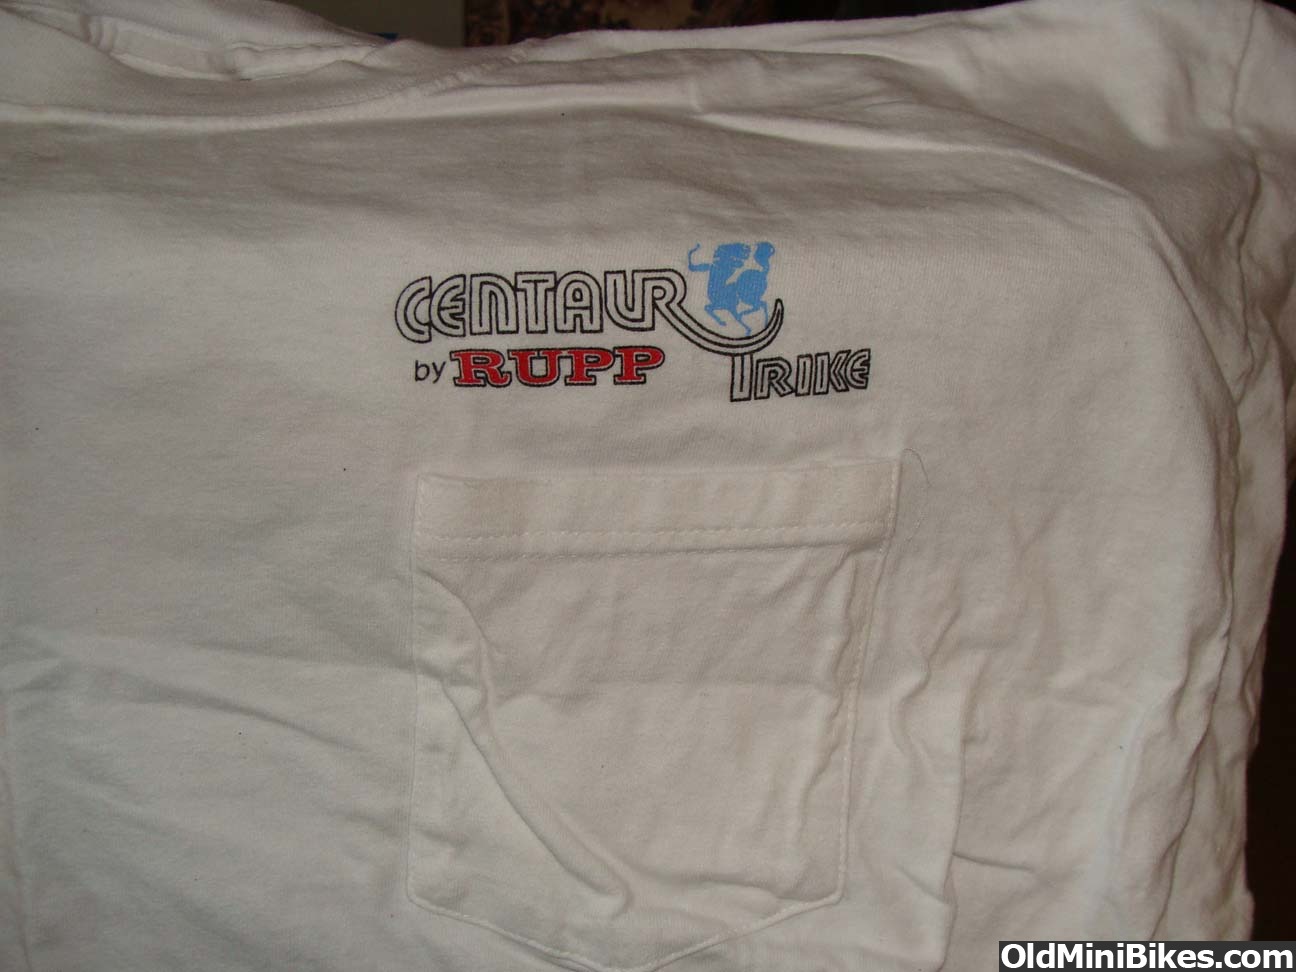 CENTAUR
by RUPP TRIKE
OldMiniBikes.com